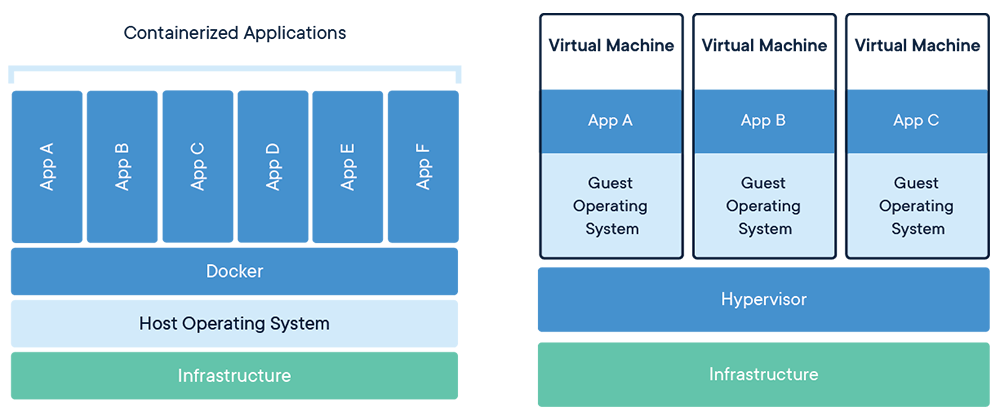 Containerized Applications
App A
App B
App C
App D
App E
App F
Docker
Host Operating System
Infrastructure
Virtual Machine
App A
Guest
Operating
System
Virtual Machine
App B
Guest
Operating
System
Virtual Machine
App C
Guest
Operating
System
Hypervisor
Infrastructure